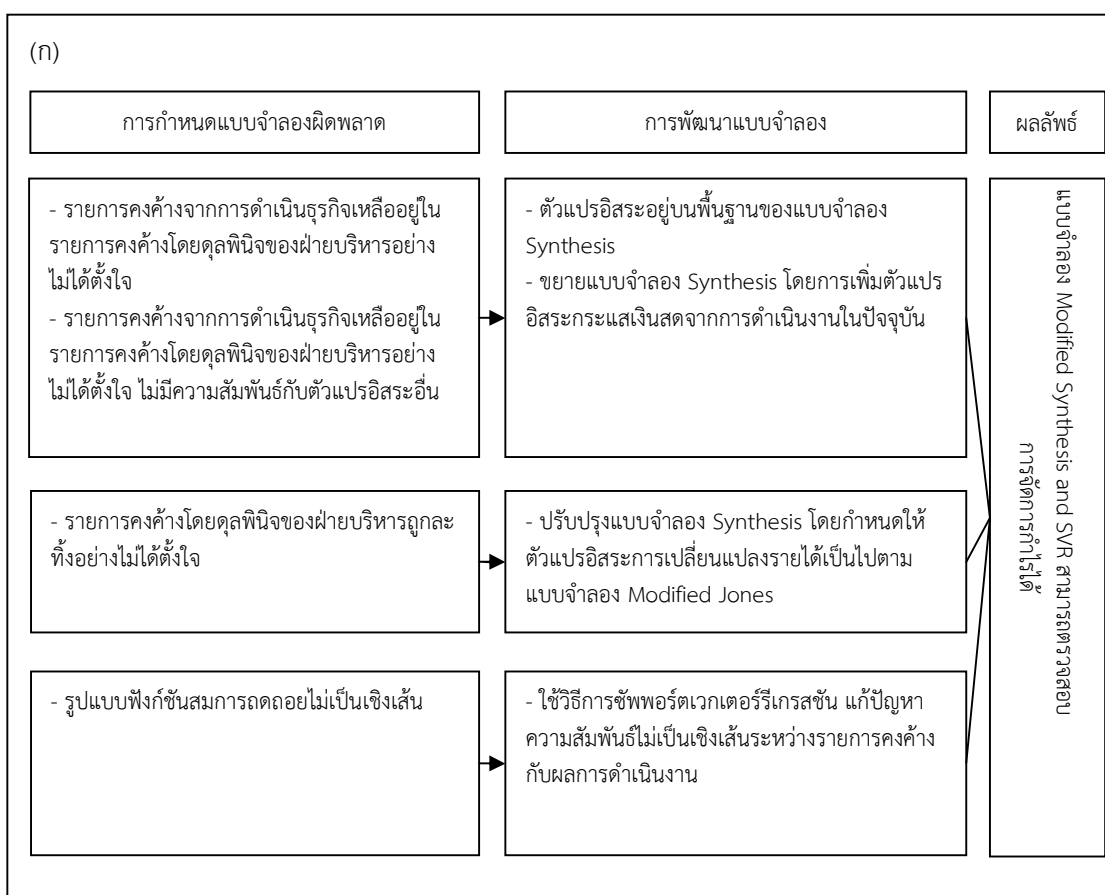 (ก)
การกำหนดแบบจำลองผิดพลาด
การพัฒนาแบบจำลอง
ผลลัพธ์
- รายการคงค้างจากการดำเนินธุรกิจเหลืออยู่ใน
รายการคงค้างโดยดุลพินิจของฝ่ายบริหารอย่าง
ไม่ได้ตั้งใจ
- รายการคงค้างจากการดำเนินธุรกิจเหลืออยู่ใน
รายการคงค้างโดยดุลพินิจของฝ่ายบริหารอย่าง
ไม่ได้ตั้งใจ ไม่มีความสัมพันธ์กับตัวแปรอิสระอื่น
- ตัวแปรอิสระอยู่บนพื้นฐานของแบบจำลอง
Synthesis
- ขยายแบบจำลอง Synthesis โดยการเพิ่มตัวแปร
อิสระกระแสเงินสดจากการดำเนินงานในปัจจุบัน
- รายการคงค้างโดยดุลพินิจของฝ่ายบริหารถูกละ
ทิ้งอย่างไม่ได้ตั้งใจ
- ปรับปรุงแบบจำลอง Synthesis โดยกำหนดให้
ตัวแปรอิสระการเปลี่ยนแปลงรายได้เป็นไปตาม
แบบจำลอง Modified Jones
- รูปแบบฟังก์ชันสมการถดถอยไม่เป็นเชิงเส้น
- ใช้วิธีการซัพพอร์ตเวกเตอร์รีเกรสชัน แก้ปัญหา
ความสัมพันธ์ไม่เป็นเชิงเส้นระหว่างรายการคงค้าง
กับผลการดำเนินงาน
แบบจำลอง Modified Synthesis and SVR สามารถตรวจสอบ
การจัดการกำไรได้